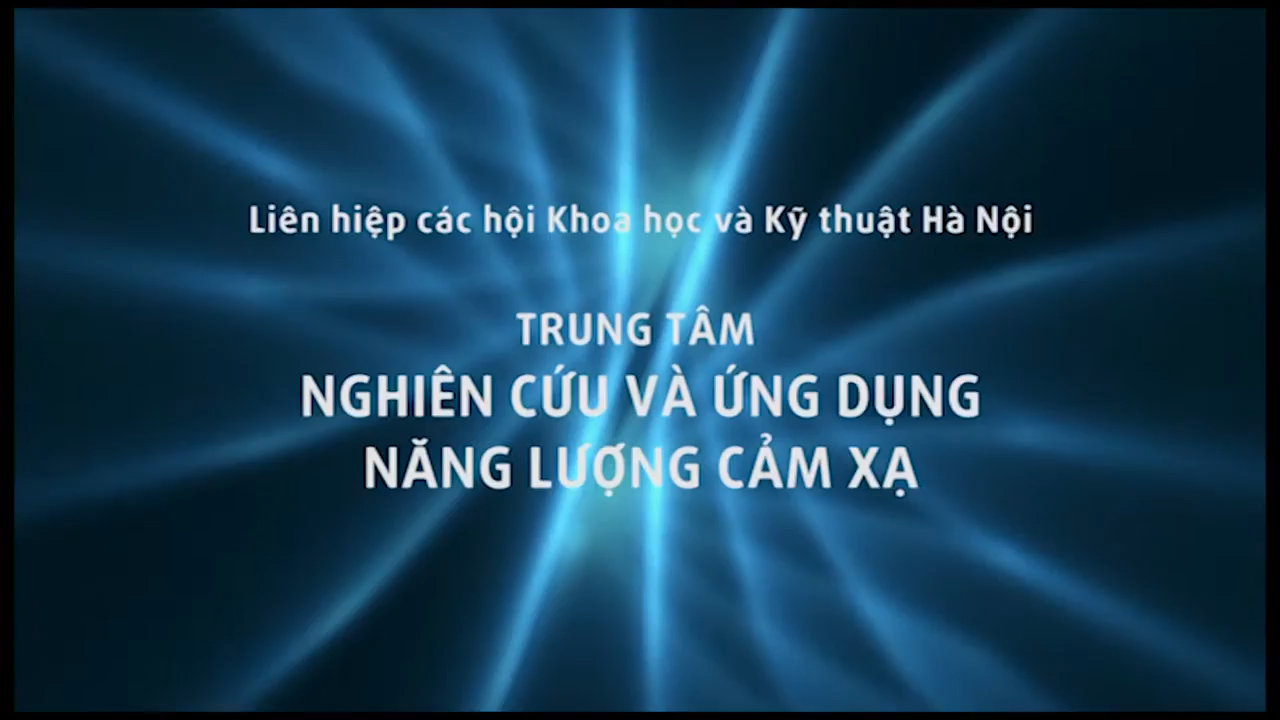 Liên hiệp các hội Khoa học và Kỹ thuật Hà Nội
TRUNG TÂM
NGHIÊN CỨU VÀ ỨNG DỤNG
NĂNG LƯỢNG CẢM XẠ